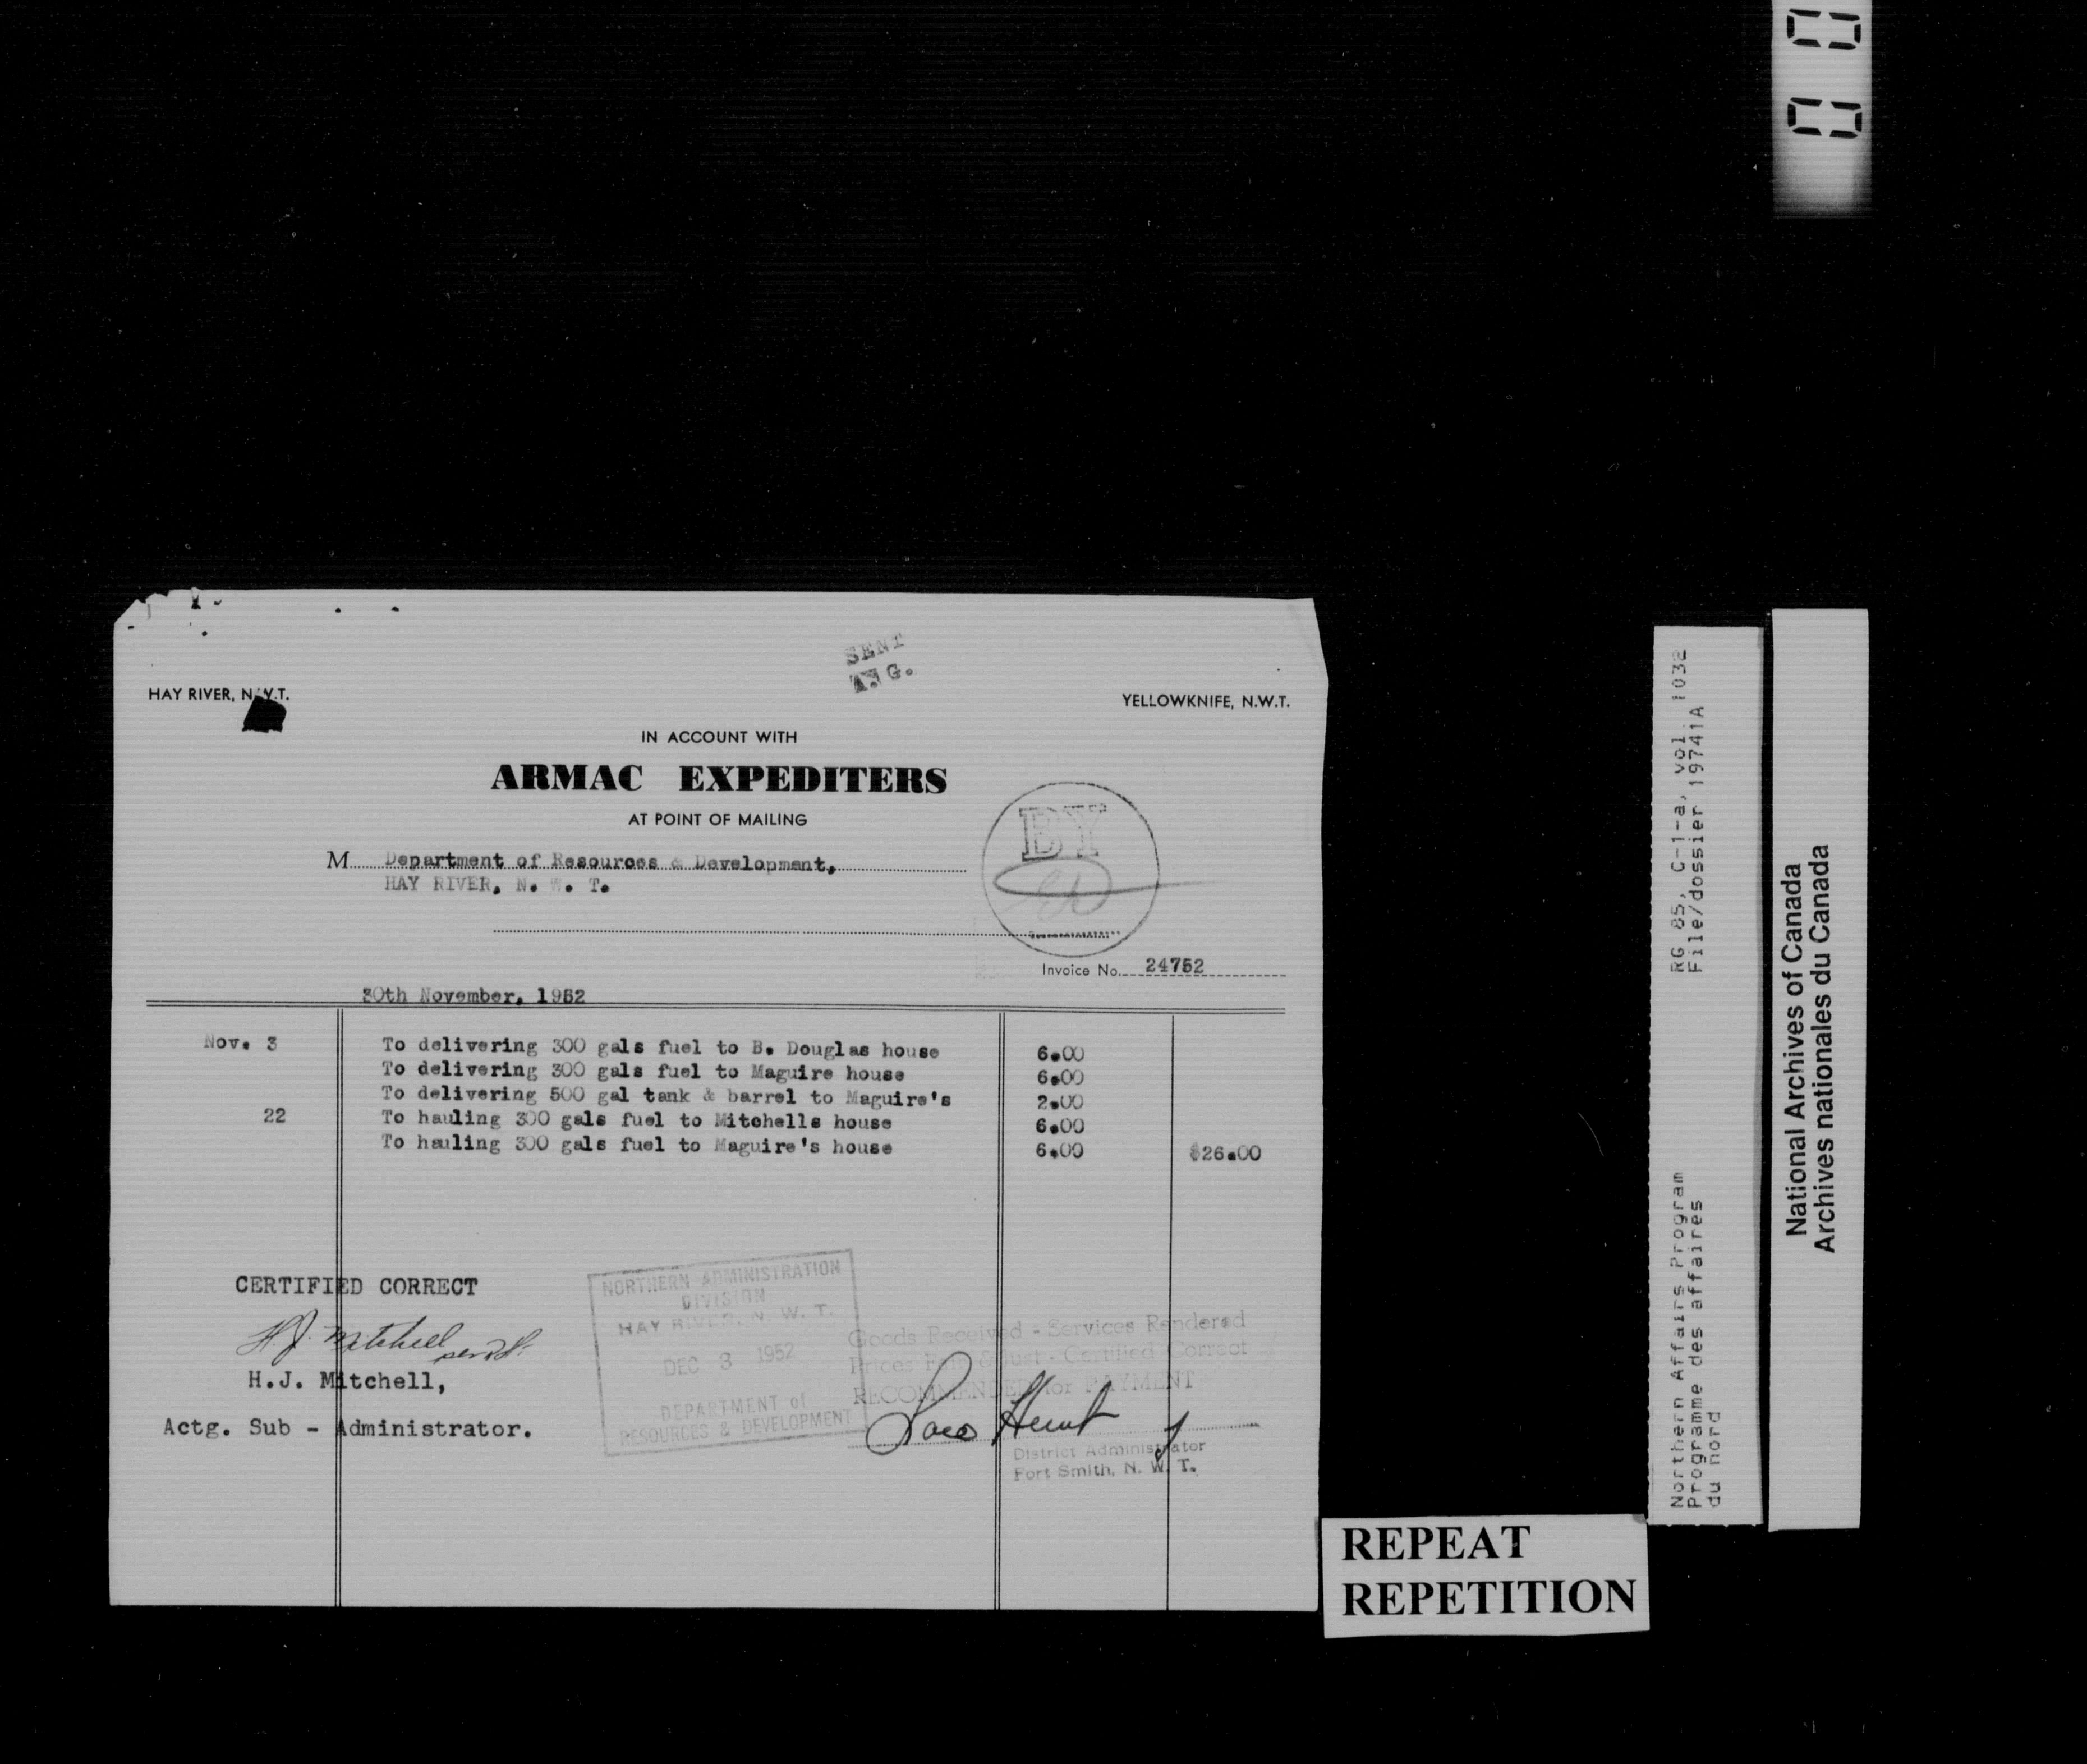 SENT
HAY RIVER, N.W.T.
YELLOWKNIFE, N.W.T.
IN ACCOUNT WITH
ARMAC EXPEDITERS
AT POINT OF MAILING
BY
M Department of Resources & Development,
HAY RIVER, N. W. T.
Invoice No. 24752
30th November, 1952
Nov. 3 To delivering 300 gals fuel to B. Douglas house 6.00
To delivering 300 gals fuel to Maguire house 6.00
To delivering 500 gal tank & barrel to Maguire's 2.00
22 To hauling 300 gals fuel to Mitchells house 6.00
To hauling 300 gals fuel to Maguire's house 6.00 $26.00
CERTIFIED CORRECT
H.J. Mitchell
H.J. Mitchell,
Actg. Sub - Administrator.
NORTHERN ADMINISTRATION
DIVISION
HAY RIVER, N. W. T.
DEC 3 1952
DEPARTMENT of
RESOURCES & DEVELOPMENT
Goods Received - Services Rendered
Prices Fair & Just - Certified Correct
RECOMMENDED for PAYMENT
Hunt
District Administrator
Fort Smith, N. W. T.
REPEAT
REPETITION
RG 85, C-1-a, vol. 1032
File/dossier 19741A
Northern Affairs Program
Programme des affaires
du nord
National Archives of Canada
Archives nationales du Canada